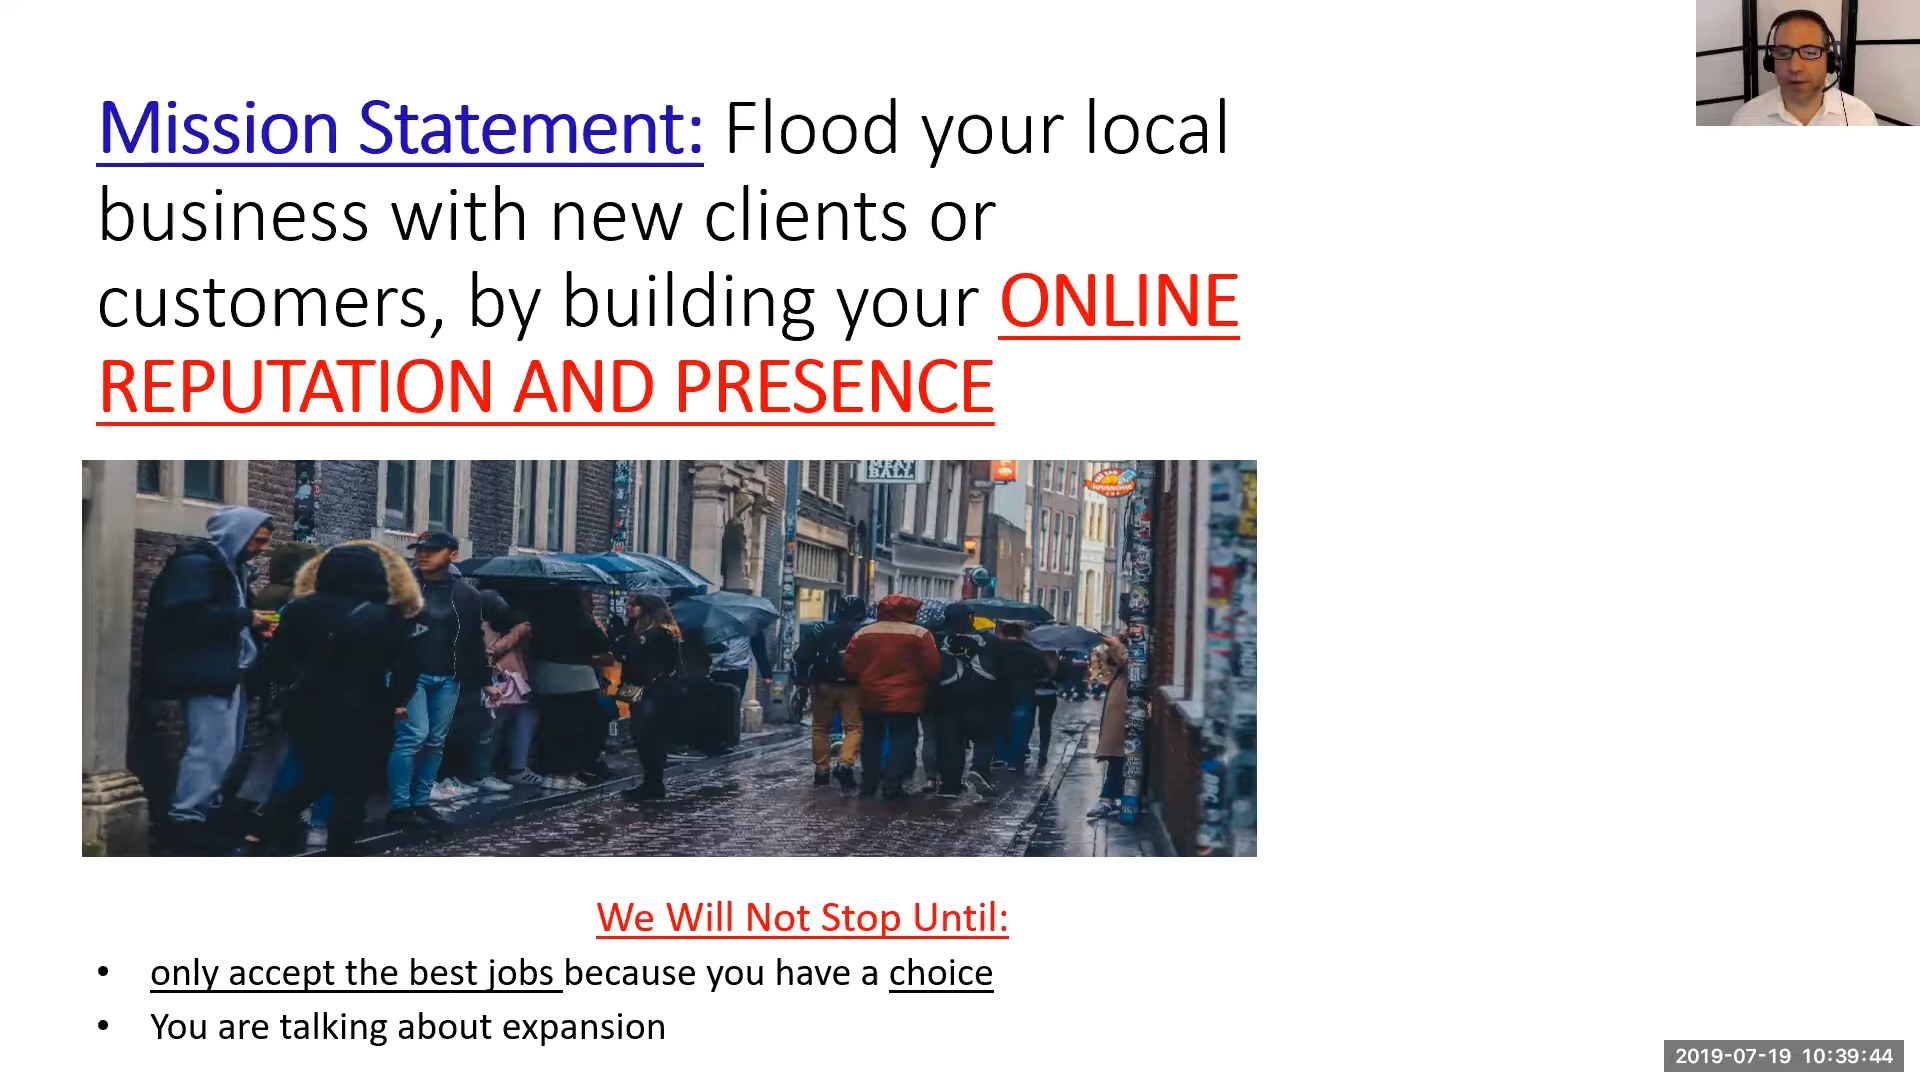 Mission Statement: Flood your local
business with new clients or
customers, by building your ONLINE
REPUTATION AND PRESENCE
MEAT
BALL
We Will Not Stop Until:
• only accept the best jobs because you have a choice
• You are talking about expansion
2019-07-19 10:39:44